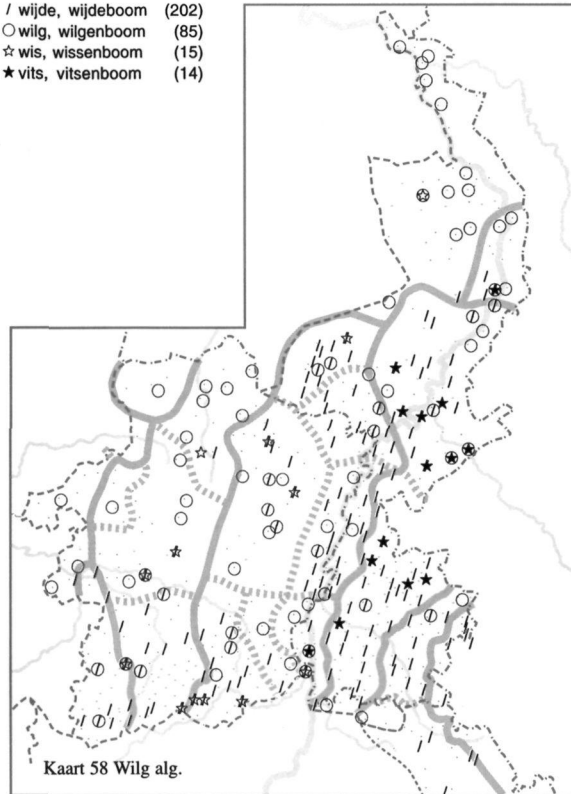 / wijde, wijdeboom (202)
○ wilg, wilgenboom (85)
☆ wis, wissenboom (15)
★ vits, vitsenboom (14)
Kaart 58 Wilg alg.